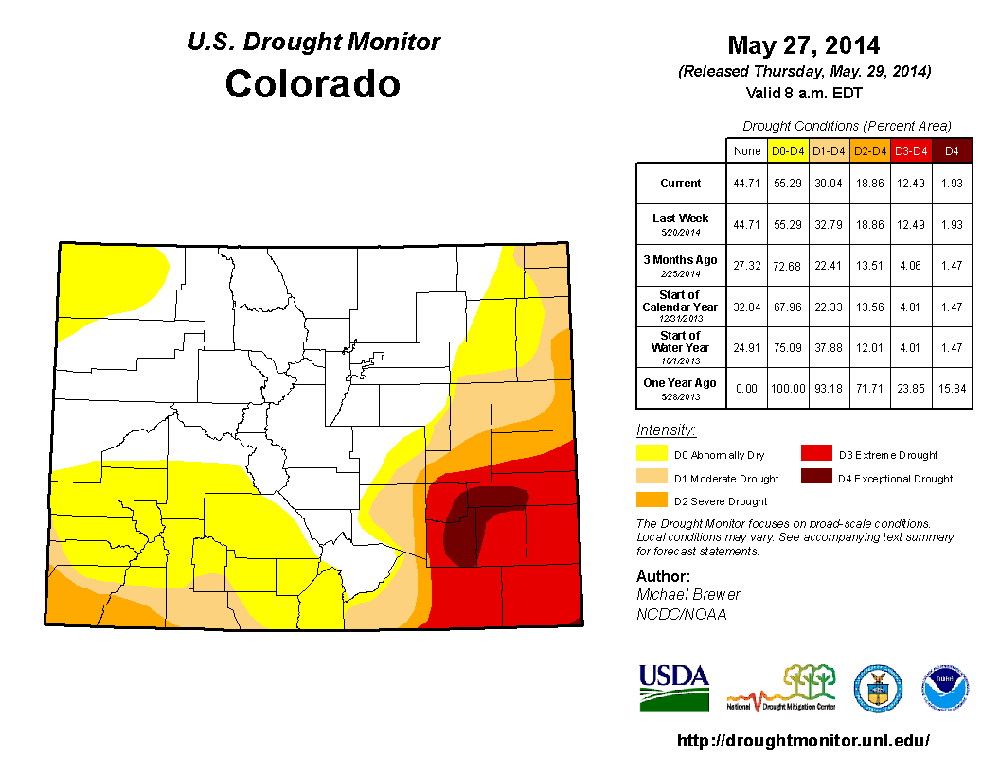 U.S. Drought Monitor
Colorado
May 27, 2014
(Released Thursday, May. 29, 2014)
Valid 8 a.m. EDT
Drought Conditions (Percent Area)
None D0-D4 D1-D4 D2-D4 D3-D4 D4
Current 44.71 55.29 30.04 18.86 12.49 1.93
Last Week
5/20/2014
44.71 55.29 32.79 18.86 12.49 1.93
3 Months Ago
2/25/2014
27.32 72.68 22.41 13.51 4.06 1.47
Start of
Calendar Year
12/31/2013
32.04 67.96 22.33 13.56 4.01 1.47
Start of
Water Year
10/1/2013
24.91 75.09 37.88 12.01 4.01 1.47
One Year Ago
5/28/2013
0.00 100.00 93.18 71.71 23.85 15.84
Intensity:
D0 Abnormally Dry
D1 Moderate Drought
D2 Severe Drought
D3 Extreme Drought
D4 Exceptional Drought
The Drought Monitor focuses on broad-scale conditions.
Local conditions may vary. See accompanying text summary
for forecast statements.
Author:
Michael Brewer
NCDC/NOAA
USDA
National Drought Mitigation Center
NOAA
http://droughtmonitor.unl.edu/